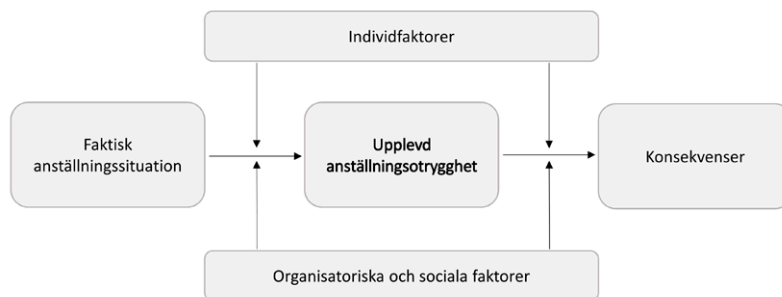 Individfaktorer
Faktisk
anställningssituation
Upplevd
anställningsotrygghet
Konsekvenser
Organisatoriska och sociala faktorer